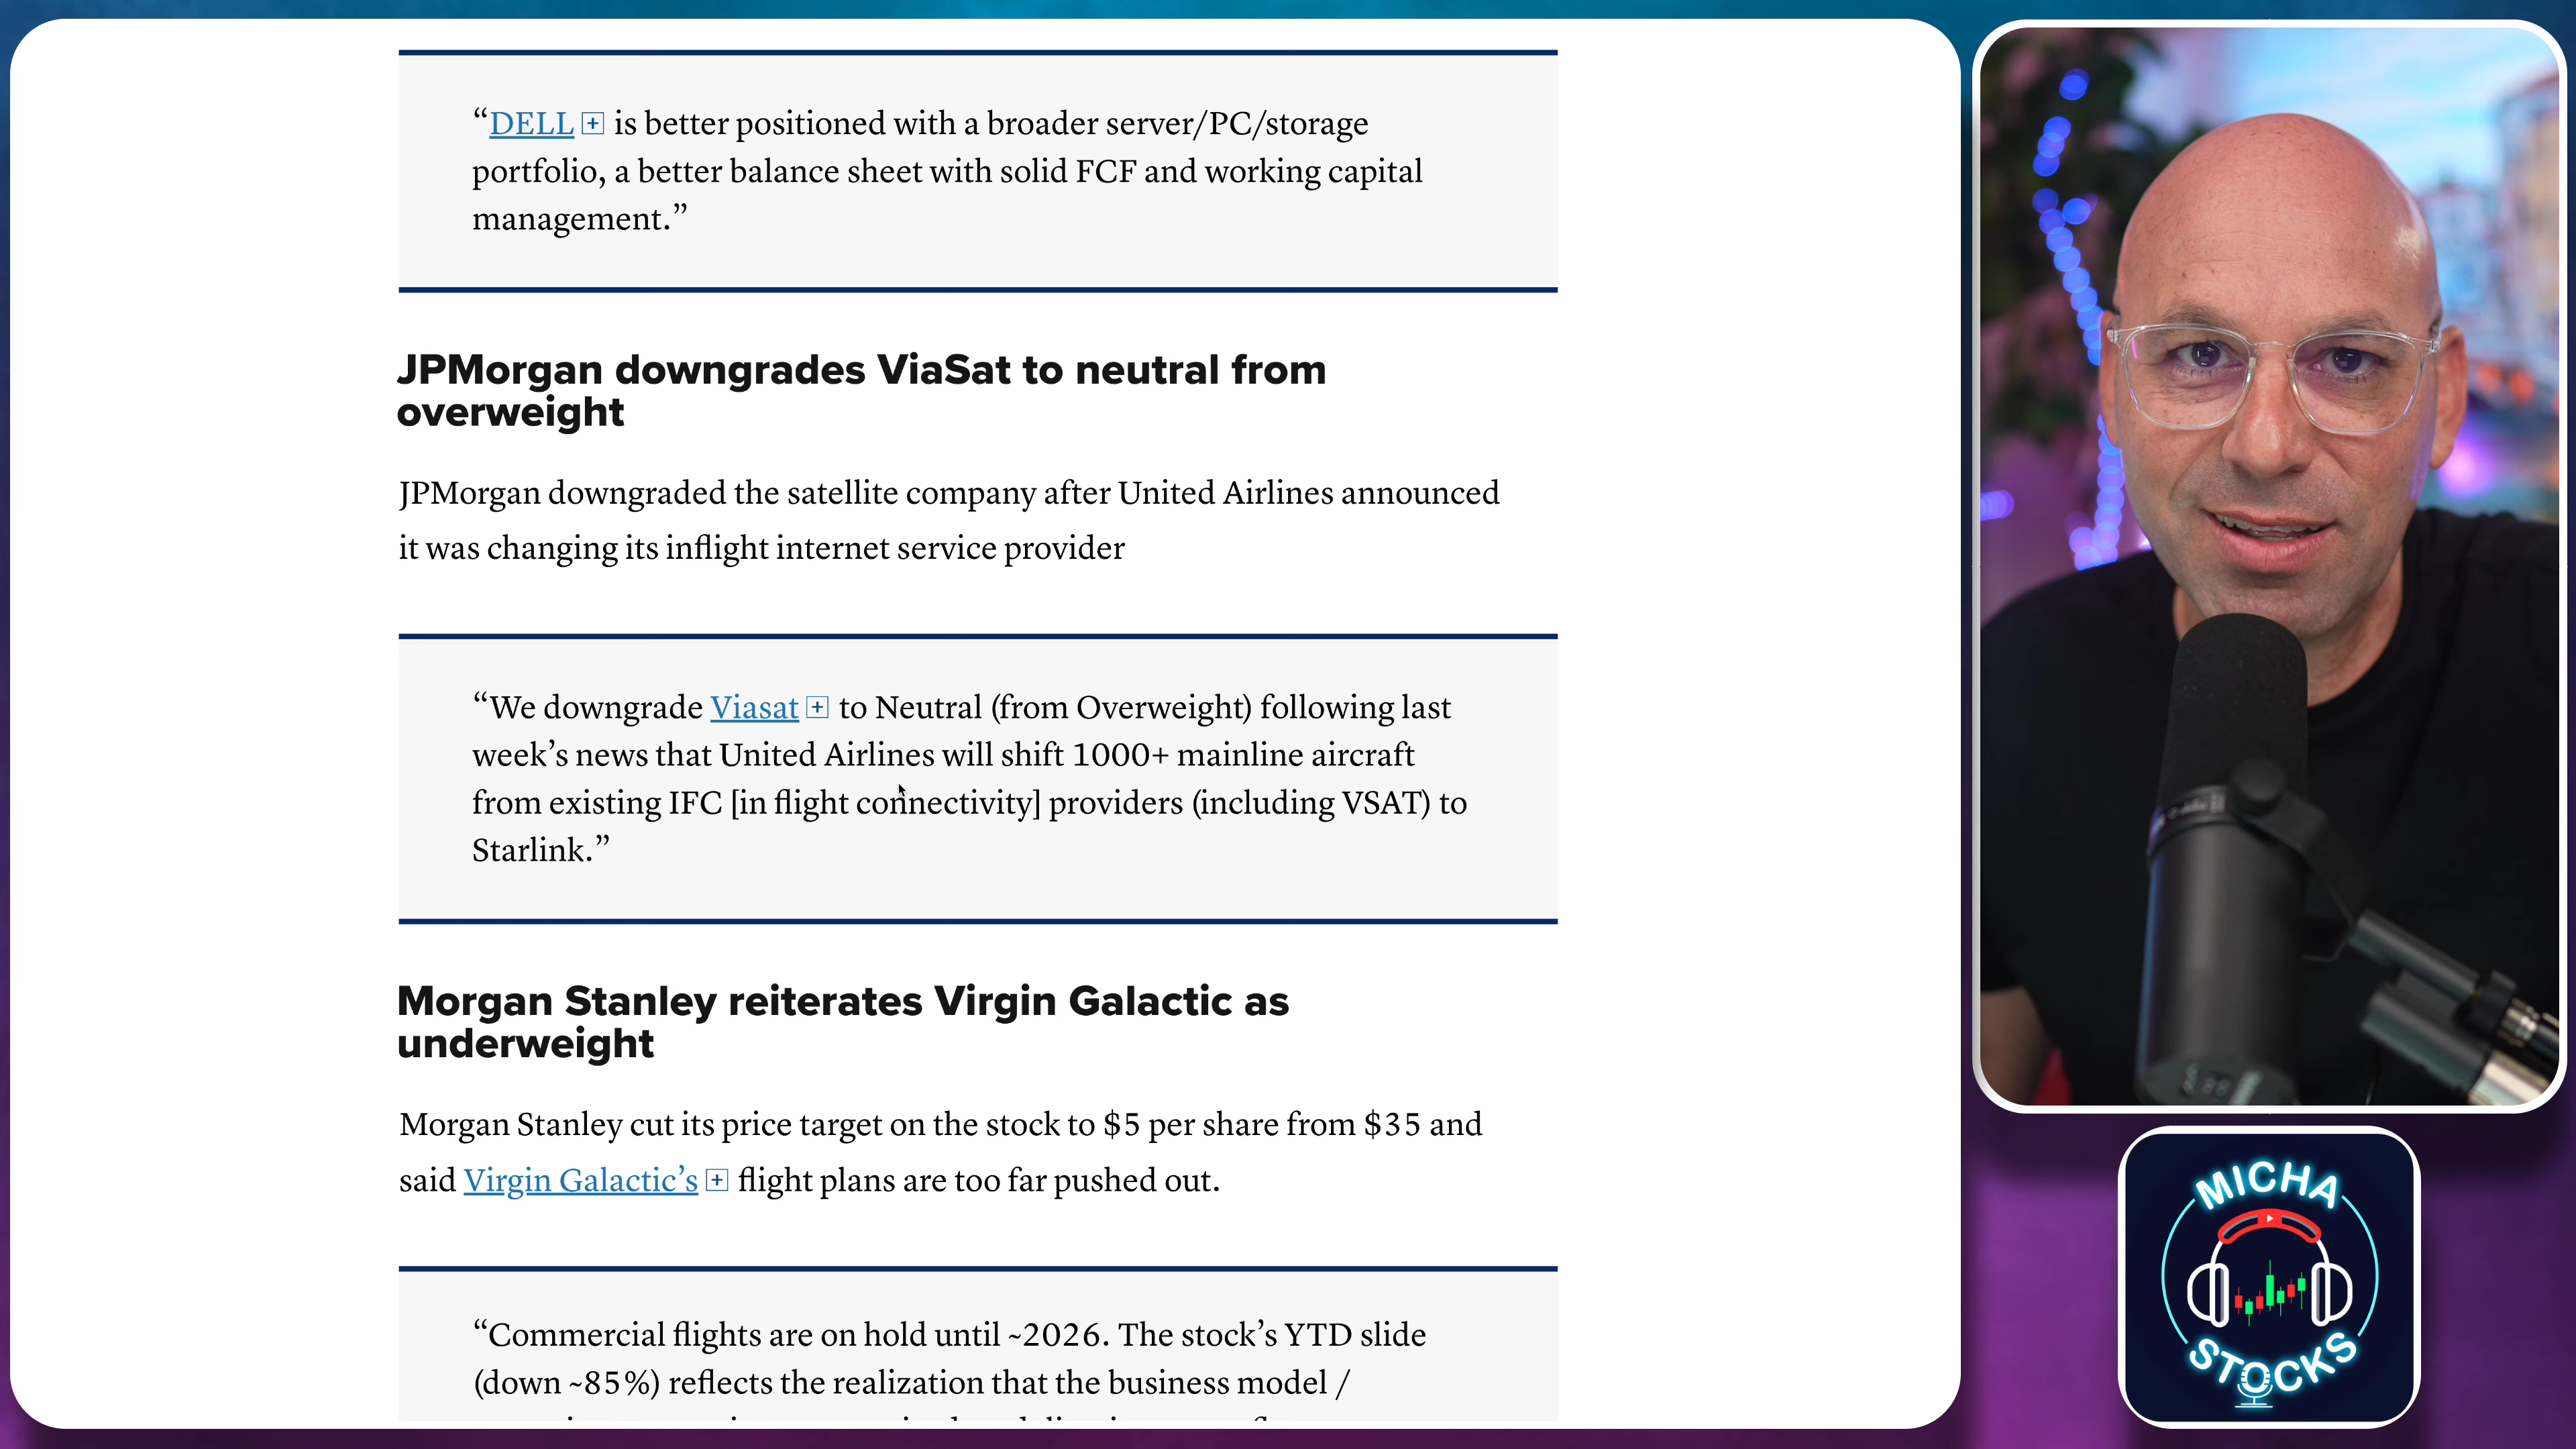 “DELL is better positioned with a broader server/PC/storage
portfolio, a better balance sheet with solid FCF and working capital
management.”
JPMorgan downgrades ViaSat to neutral from
overweight
JPMorgan downgraded the satellite company after United Airlines announced
it was changing its inflight internet service provider
“We downgrade Viasat to Neutral (from Overweight) following last
week’s news that United Airlines will shift 1000+ mainline aircraft
from existing IFC [in flight connectivity] providers (including VSAT) to
Starlink.”
Morgan Stanley reiterates Virgin Galactic as
underweight
Morgan Stanley cut its price target on the stock to $5 per share from $35 and
said Virgin Galactic’s flight plans are too far pushed out.
“Commercial flights are on hold until ~2026. The stock’s YTD slide
(down ~85%) reflects the realization that the business model /
MICHA
STOCKS